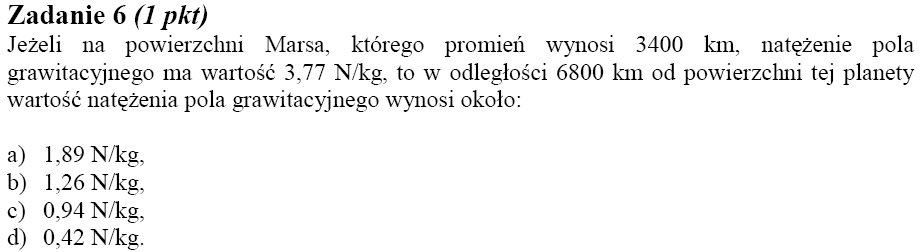 Zadanie 6 (1 pkt)
Jeżeli na powierzchni Marsa, którego promień wynosi 3400 km, natężenie pola
grawitacyjnego ma wartość 3,77 N/kg, to w odległości 6800 km od powierzchni tej planety
wartość natężenia pola grawitacyjnego wynosi około:
a) 1,89 N/kg,
b) 1,26 N/kg,
c) 0,94 N/kg,
d) 0,42 N/kg.